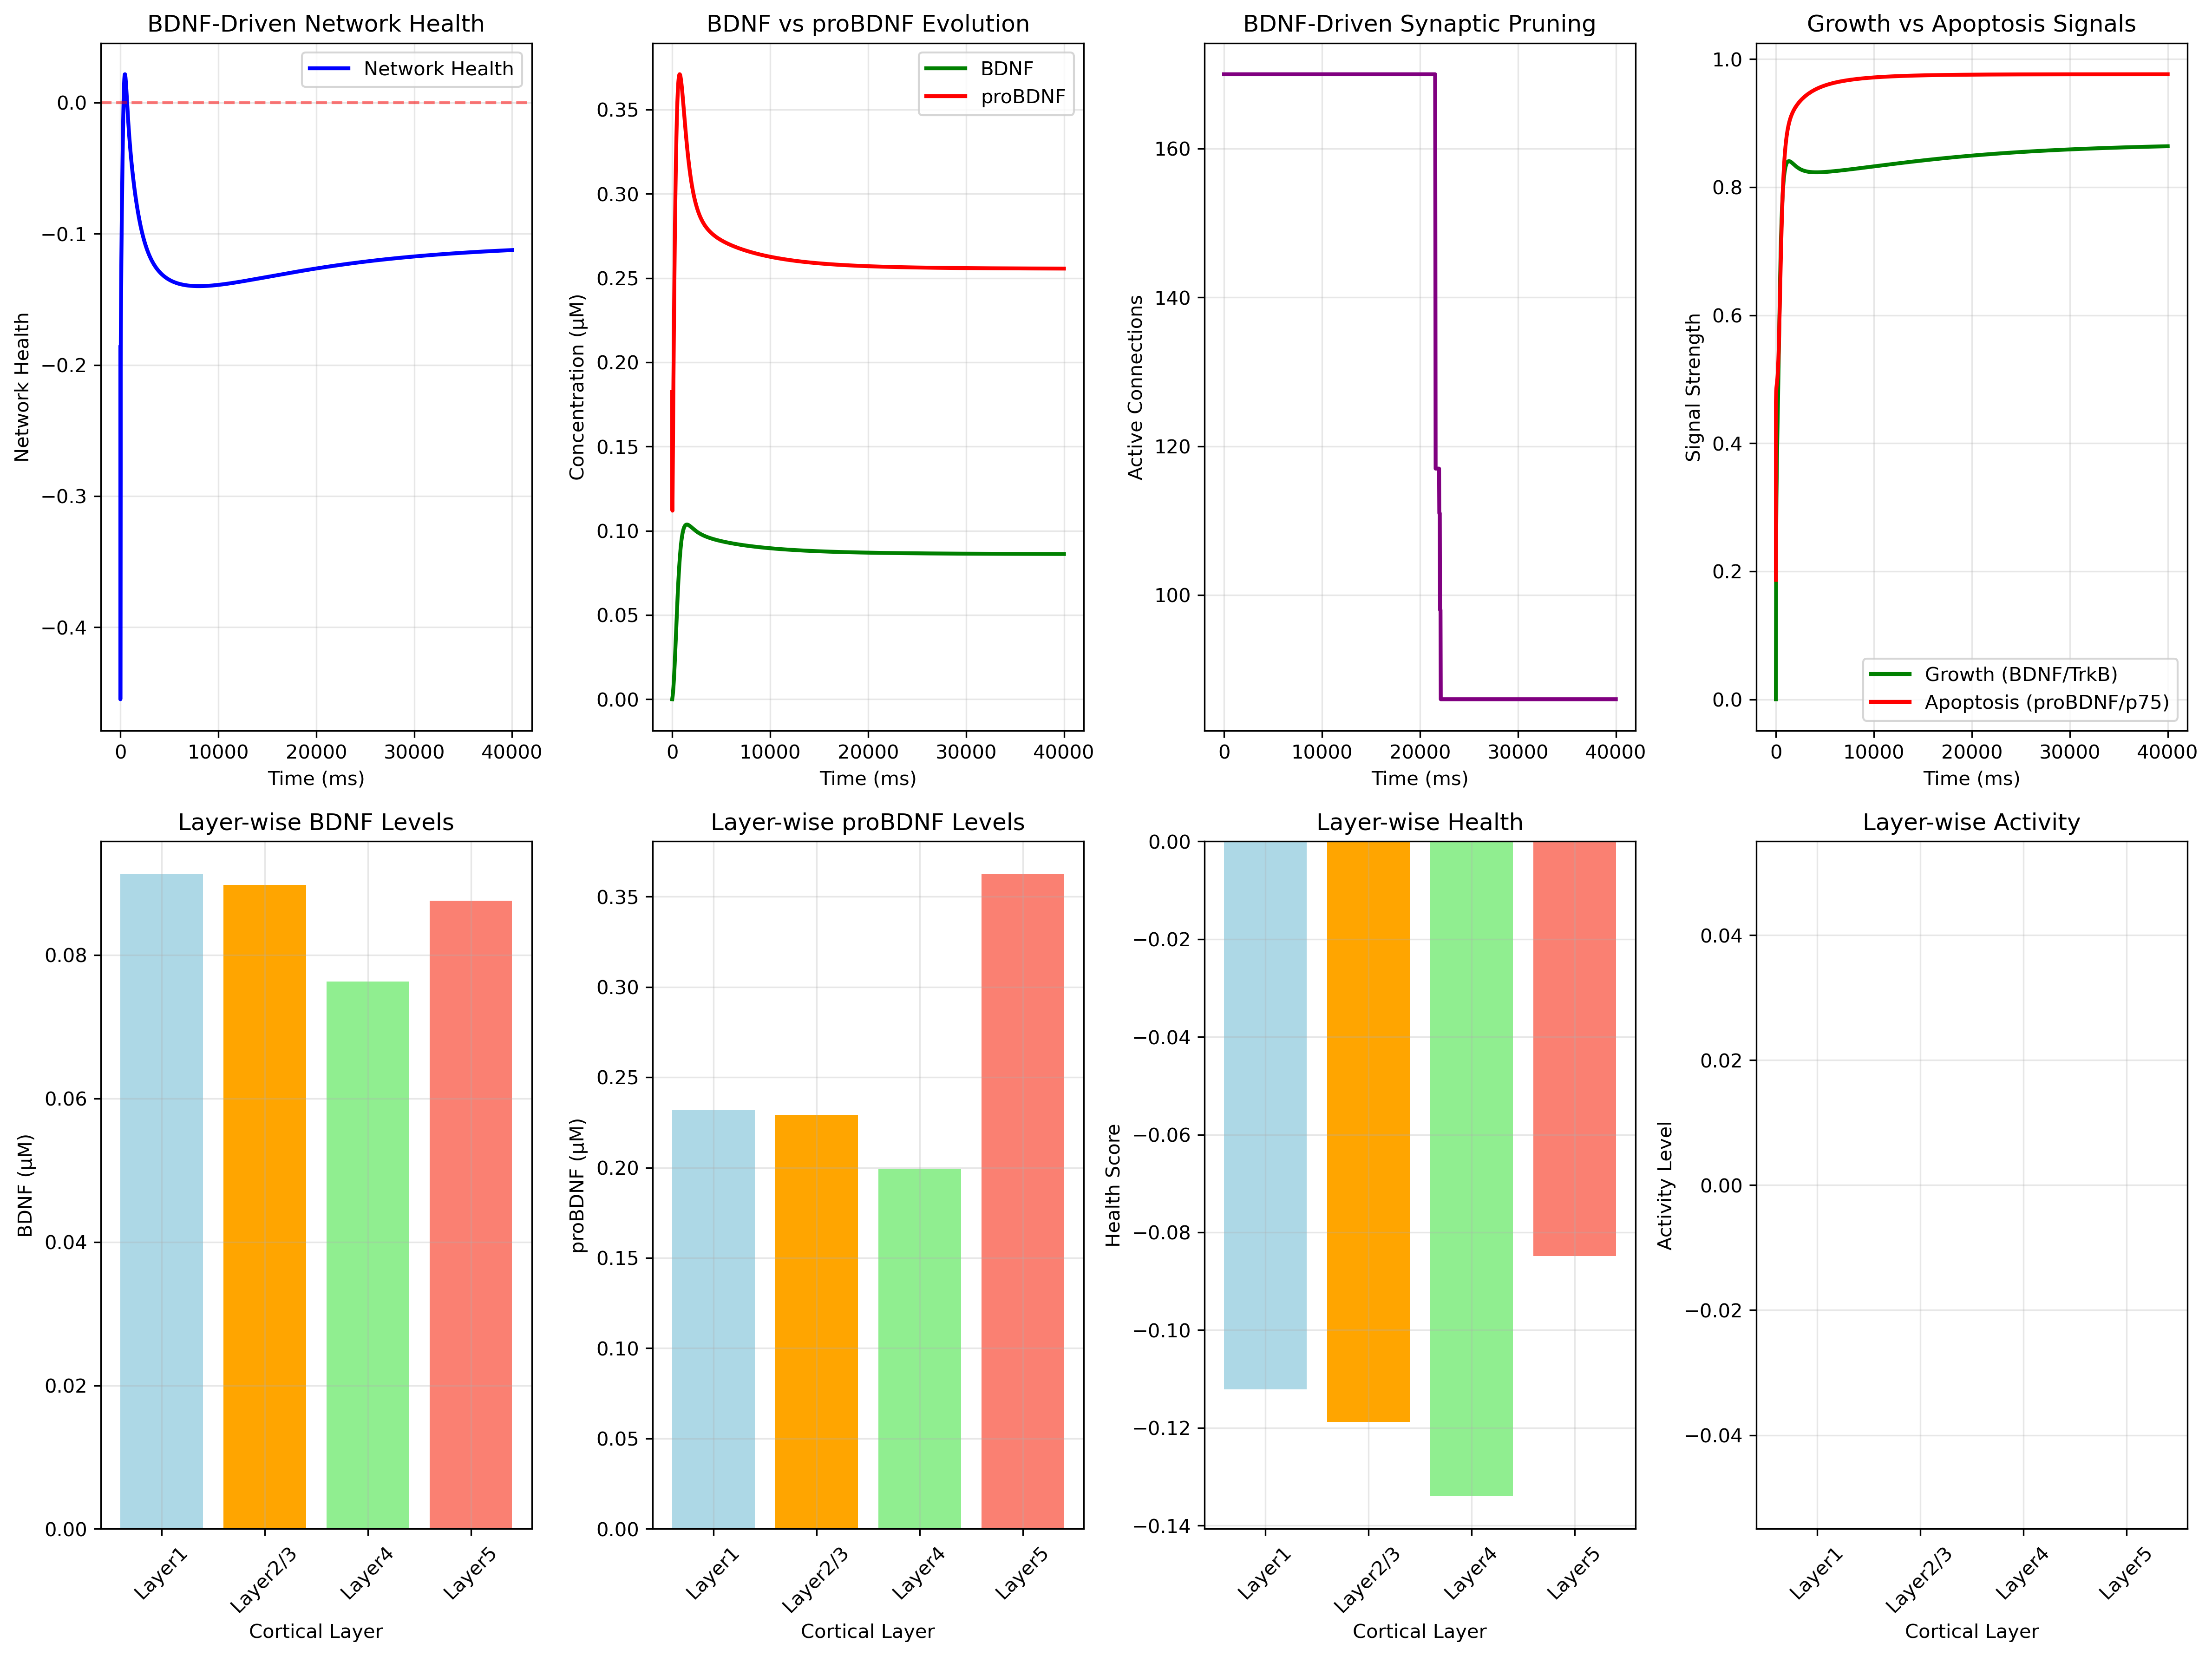 BDNF-Driven Network Health
Network Health
0.0
−0.1
−0.2
−0.3
−0.4
Network Health
0
10000
20000
30000
40000
Time (ms)
BDNF vs proBDNF Evolution
BDNF
proBDNF
0.35
0.30
0.25
0.20
0.15
0.10
0.05
0.00
Concentration (μM)
0
10000
20000
30000
40000
Time (ms)
BDNF-Driven Synaptic Pruning
160
140
120
100
Active Connections
0
10000
20000
30000
40000
Time (ms)
Growth vs Apoptosis Signals
1.0
0.8
0.6
0.4
0.2
0.0
Signal Strength
Growth (BDNF/TrkB)
Apoptosis (proBDNF/p75)
0
10000
20000
30000
40000
Time (ms)
Layer-wise BDNF Levels
0.08
0.06
0.04
0.02
0.00
BDNF (μM)
Layer1
Layer2/3
Layer4
Layer5
Cortical Layer
Layer-wise proBDNF Levels
0.35
0.30
0.25
0.20
0.15
0.10
0.05
0.00
proBDNF (μM)
Layer1
Layer2/3
Layer4
Layer5
Cortical Layer
Layer-wise Health
0.00
−0.02
−0.04
−0.06
−0.08
−0.10
−0.12
−0.14
Health Score
Layer1
Layer2/3
Layer4
Layer5
Cortical Layer
Layer-wise Activity
0.04
0.02
0.00
−0.02
−0.04
Activity Level
Layer1
Layer2/3
Layer4
Layer5
Cortical Layer